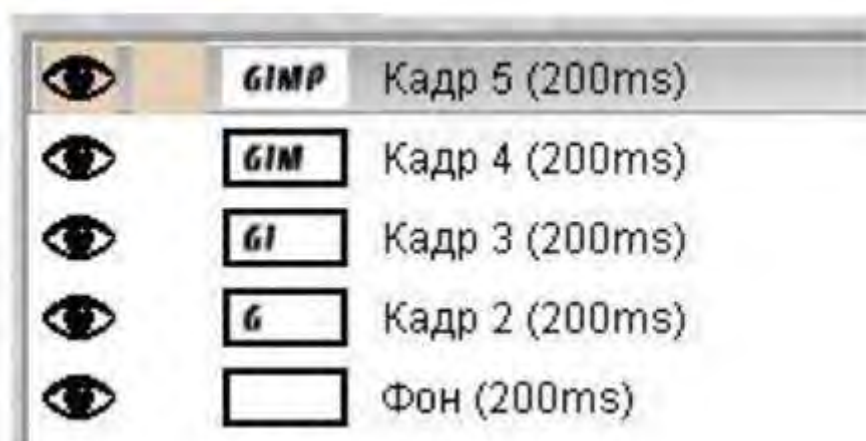 GIMP Кадр 5 (200ms)
GIM Кадр 4 (200ms)
GI Кадр 3 (200ms)
G Кадр 2 (200ms)
Фон (200ms)